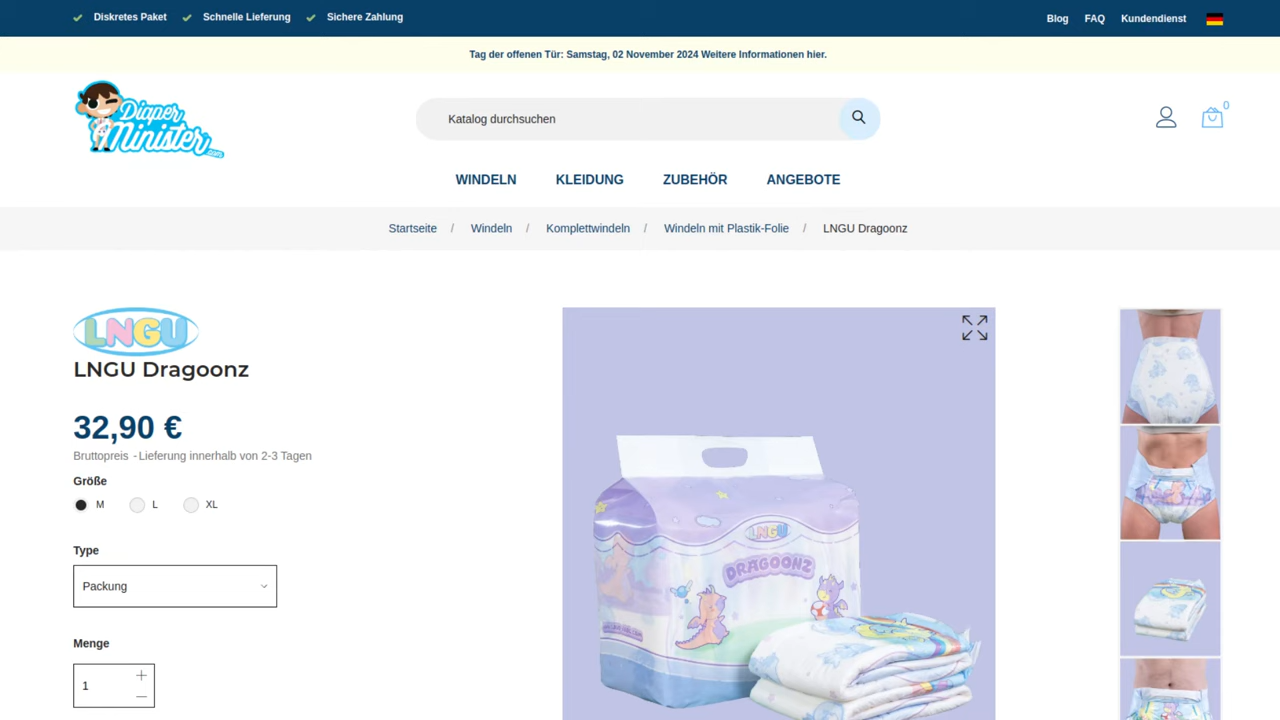 Diskretes Paket
Schnelle Lieferung
Sichere Zahlung
Blog
FAQ
Kundendienst
Tag der offenen Tür: Samstag, 02 November 2024 Weitere Informationen hier.
Diaper
Minister.com
Katalog durchsuchen
0
WINDELN
KLEIDUNG
ZUBEHÖR
ANGEBOTE
Startseite / Windeln / Komplettwindeln / Windeln mit Plastik-Folie / LNGU Dragoonz
LNGU
LNGU Dragoonz
32,90 €
Bruttopreis - Lieferung innerhalb von 2-3 Tagen
Größe
M
L
XL
Type
Packung
Menge
1
LNGU
DRAGOONZ